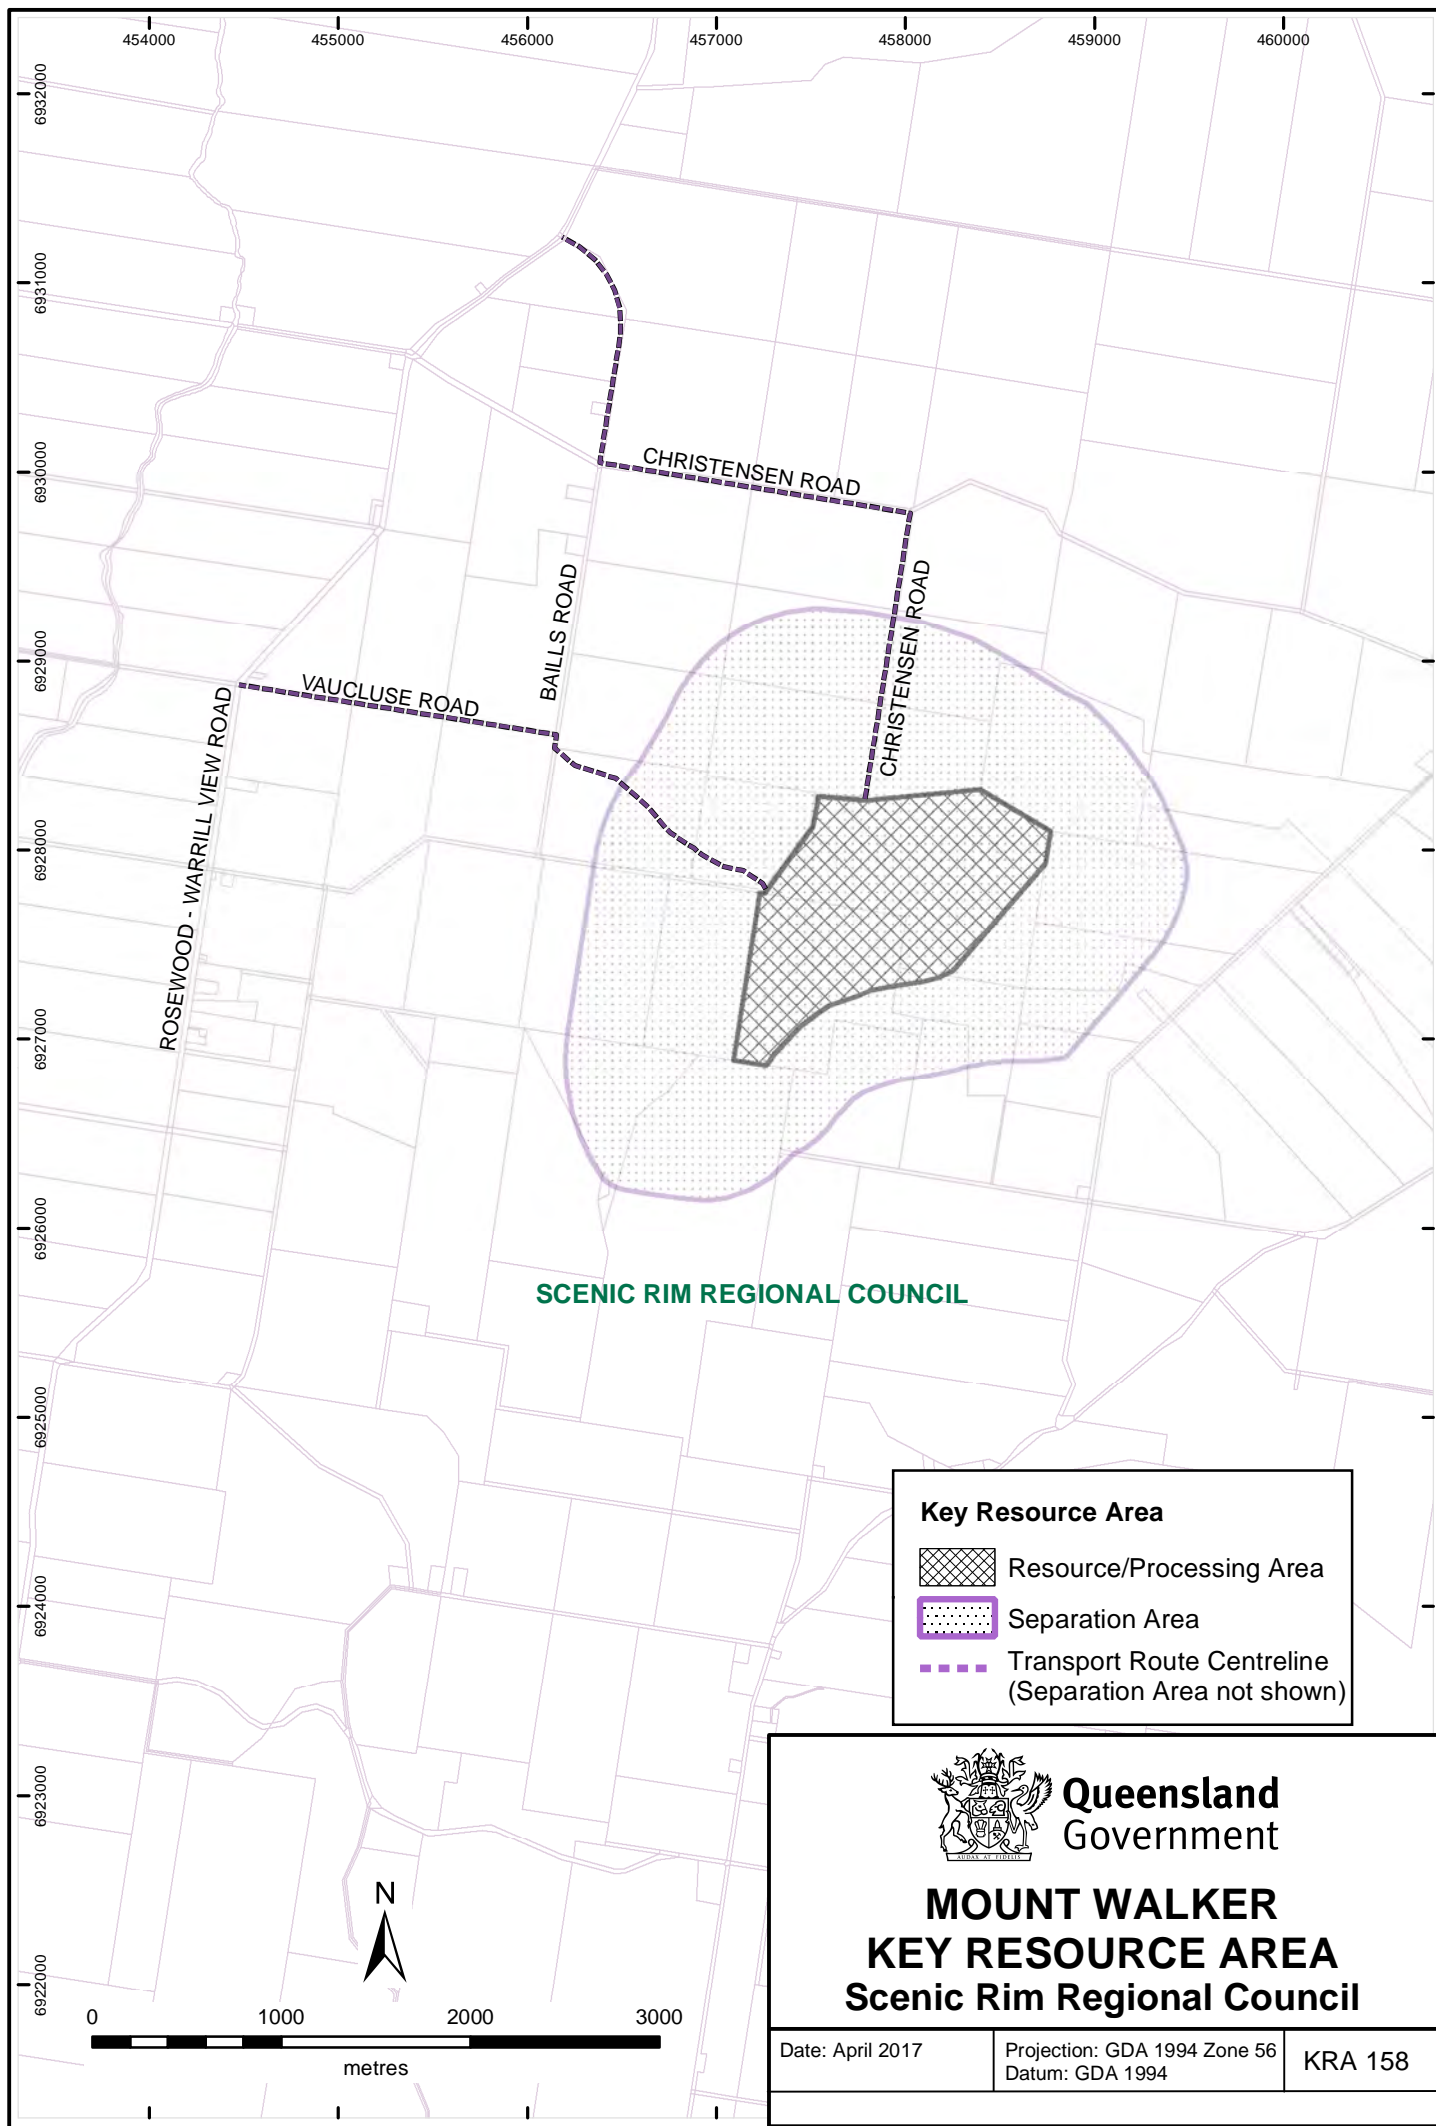 454000
455000
456000
457000
458000
459000
460000
6932000
6931000
6930000
6929000
6928000
6927000
6926000
6925000
6924000
6923000
6922000
CHRISTENSEN ROAD
CHRISTENSEN ROAD
BAILLS ROAD
VAUCLUSE ROAD
ROSEWOOD - WARRILL VIEW ROAD
SCENIC RIM REGIONAL COUNCIL
Key Resource Area
Resource/Processing Area
Separation Area
Transport Route Centreline
(Separation Area not shown)
AUDAX AT FIDELIS
Queensland
Government
MOUNT WALKER
KEY RESOURCE AREA
Scenic Rim Regional Council
Date: April 2017
Projection: GDA 1994 Zone 56
Datum: GDA 1994
KRA 158
N
0
1000
2000
3000
metres